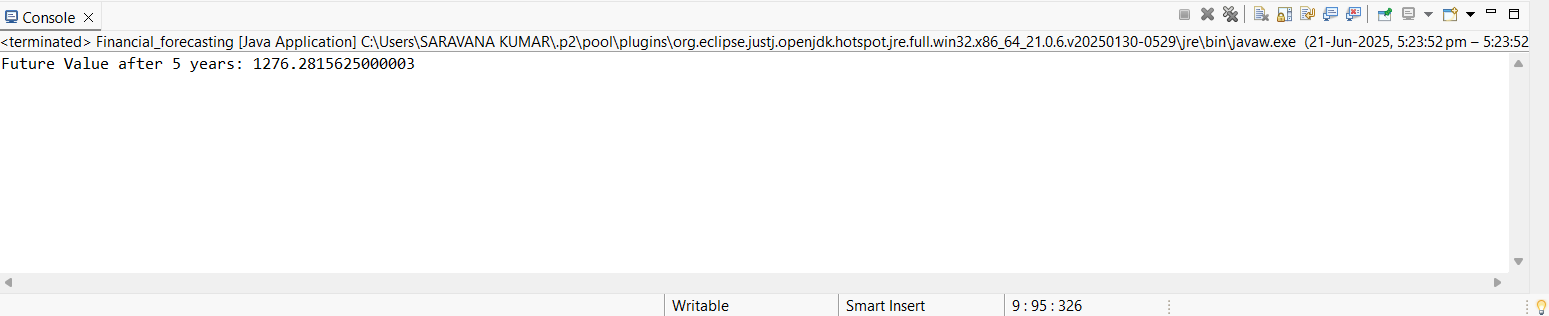 Console
<terminated> Financial_forecasting [Java Application] C:\Users\SARAVANA KUMAR\.p2\pool\plugins\org.eclipse.justj.openjdk.hotspot.jre.full.win32.x86_64_21.0.6.v20250130-0529\jre\bin\javaw.exe (21-Jun-2025, 5:23:52 pm – 5:23:52
Future Value after 5 years: 1276.2815625000003
Writable Smart Insert 9 : 95 : 326